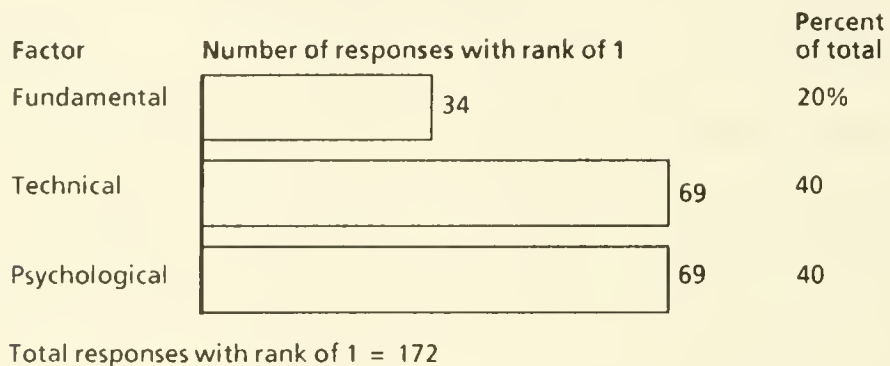 Percent
Factor Number of responses with rank of 1 of total
Fundamental 34 20%
Technical 69 40
Psychological 69 40
Total responses with rank of 1 = 172